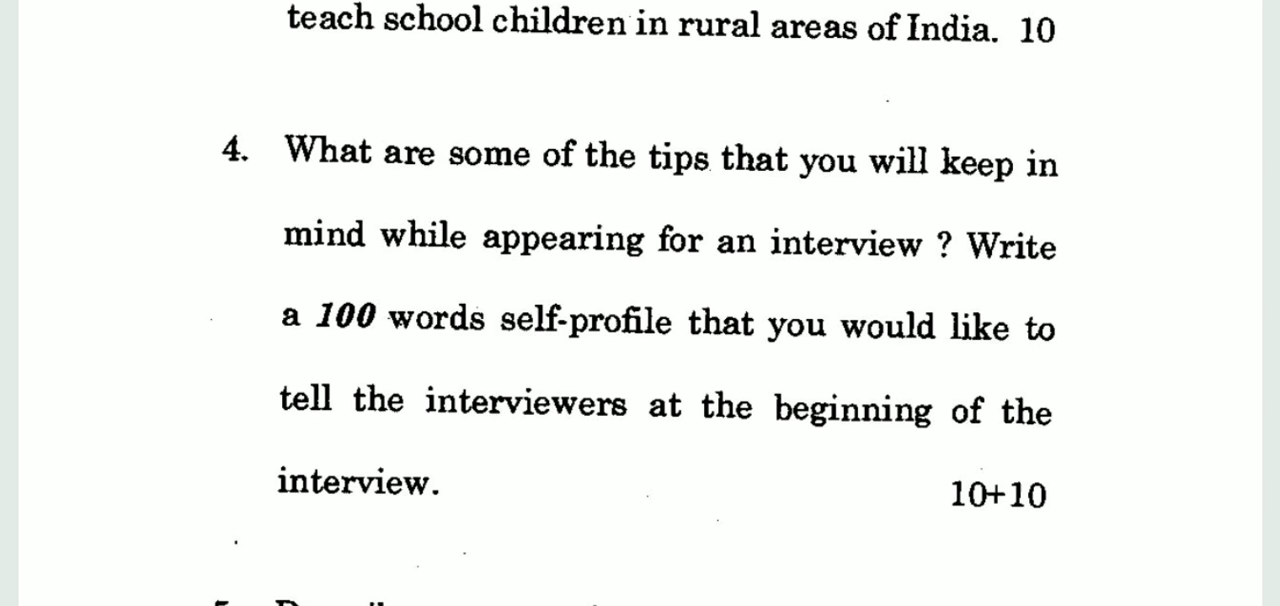 teach school children in rural areas of India. 10
4. What are some of the tips that you will keep in
mind while appearing for an interview ? Write
a 100 words self-profile that you would like to
tell the interviewers at the beginning of the
interview. 10+10